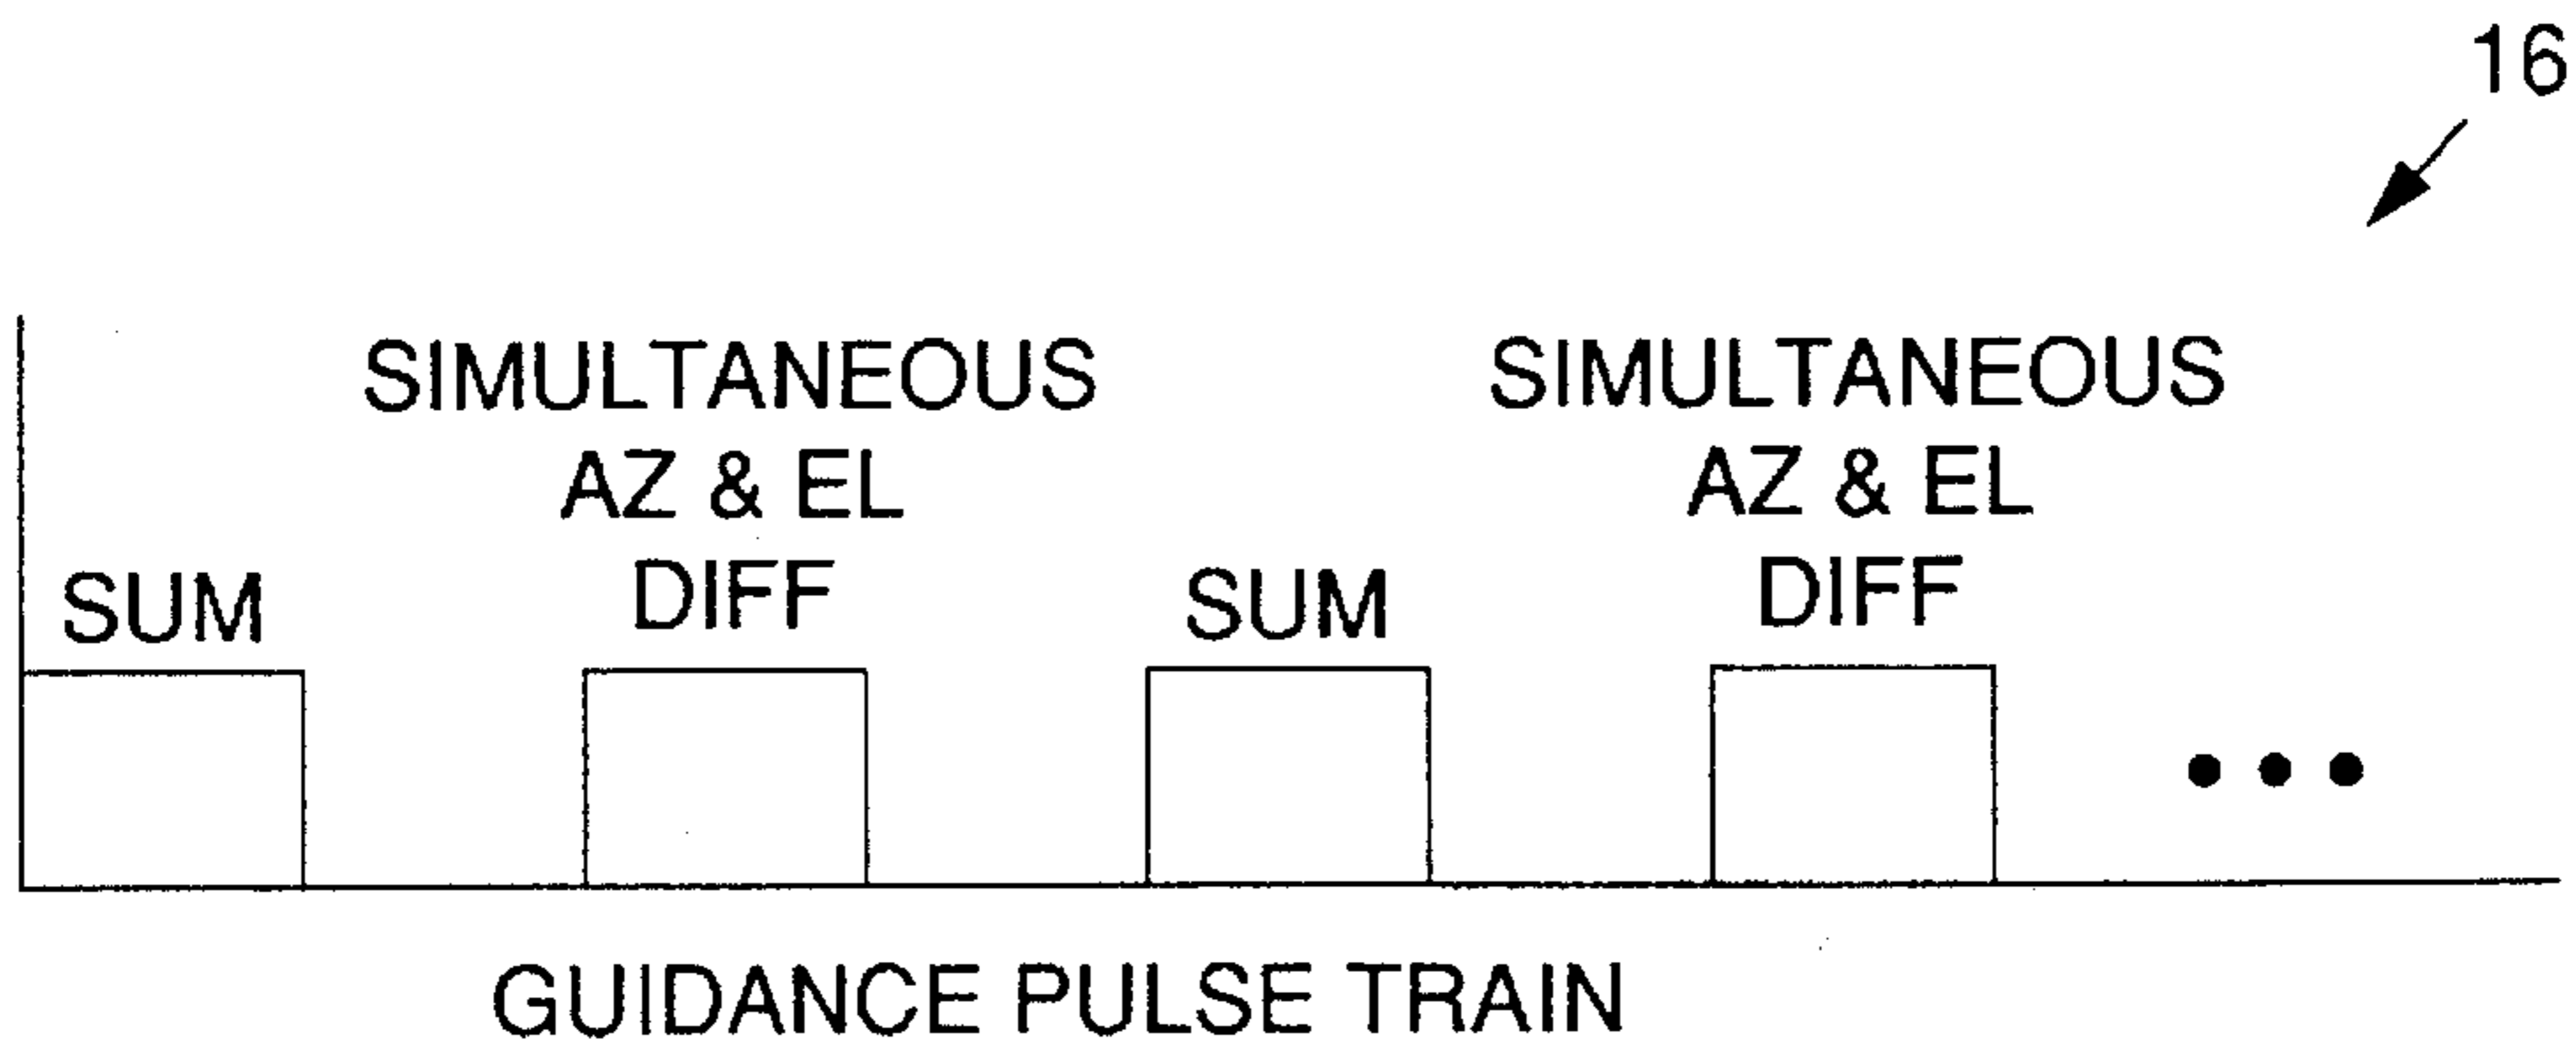 16
SIMULTANEOUS
AZ & EL
DIFF
SIMULTANEOUS
AZ & EL
DIFF
SUM
SUM
GUIDANCE PULSE TRAIN